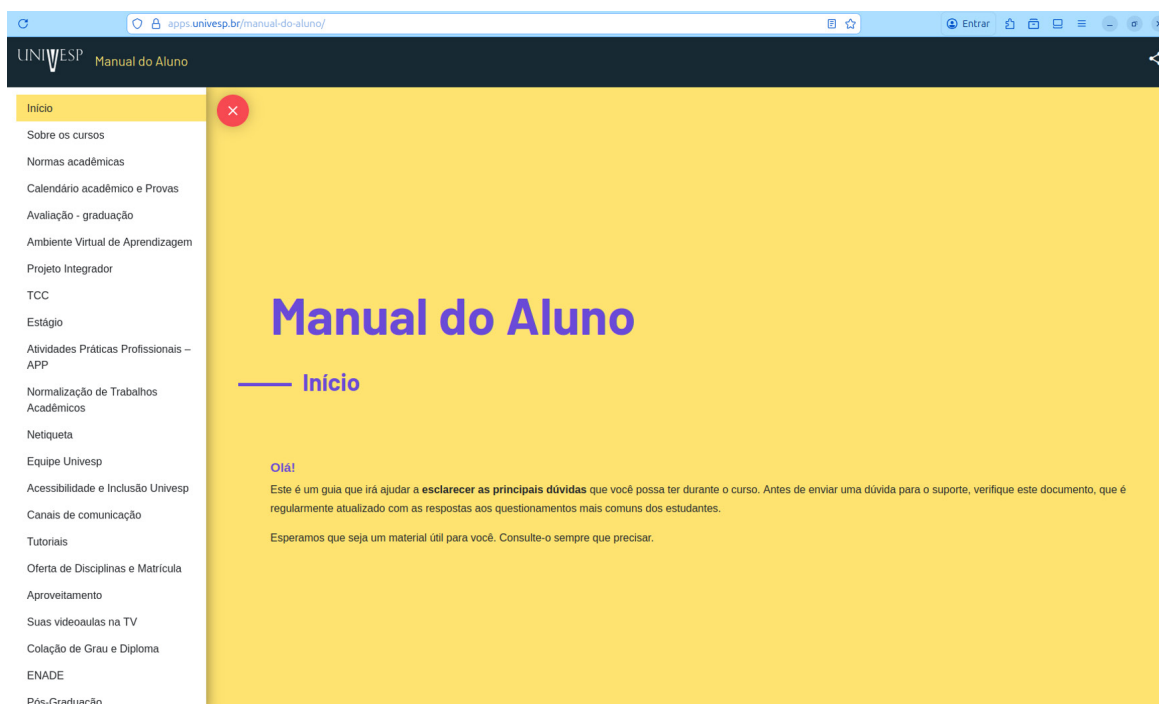 apps.univesp.br/manual-do-aluno/
Entrar
UNIVESP
Manual do Aluno
Início
Sobre os cursos
Normas acadêmicas
Calendário acadêmico e Provas
Avaliação - graduação
Ambiente Virtual de Aprendizagem
Projeto Integrador
TCC
Estágio
Atividades Práticas Profissionais –
APP
Normalização de Trabalhos
Acadêmicos
Netiqueta
Equipe Univesp
Acessibilidade e Inclusão Univesp
Canais de comunicação
Tutoriais
Oferta de Disciplinas e Matrícula
Aproveitamento
Suas videoaulas na TV
Colação de Grau e Diploma
ENADE
Pós-Graduação
Manual do Aluno
Início
Olá!
Este é um guia que irá ajudar a esclarecer as principais dúvidas que você possa ter durante o curso. Antes de enviar uma dúvida para o suporte, verifique este documento, que é
regularmente atualizado com as respostas aos questionamentos mais comuns dos estudantes.
Esperamos que seja um material útil para você. Consulte-o sempre que precisar.